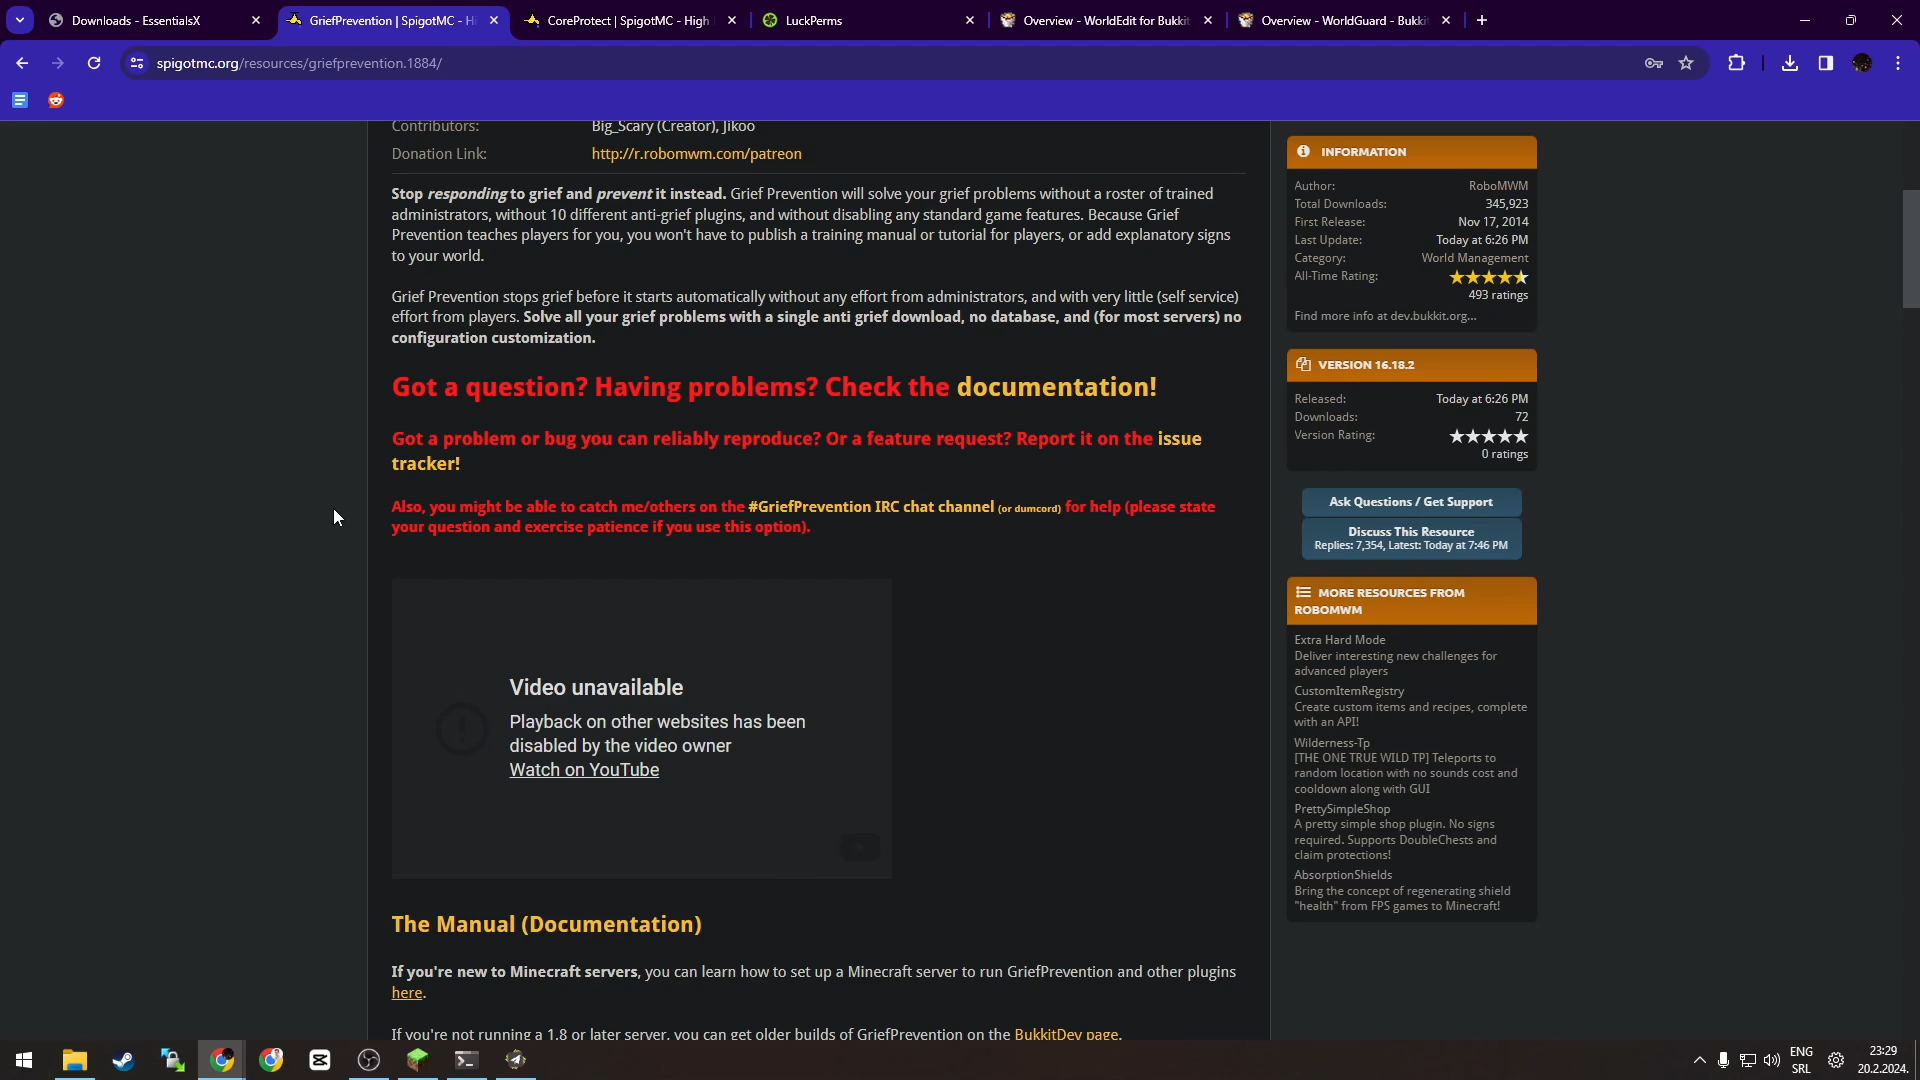 Downloads - EssentialsX
GriefPrevention | SpigotMC - Hi
CoreProtect | SpigotMC - High
LuckPerms
Overview - WorldEdit for Bukkit
Overview - WorldGuard - Bukki
spigotmc.org/resources/griefprevention.1884/
Contributors: Big_Scary (Creator), Jikoo
Donation Link: http://r.robomwm.com/patreon
Stop responding to grief and prevent it instead. Grief Prevention will solve your grief problems without a roster of trained
administrators, without 10 different anti-grief plugins, and without disabling any standard game features. Because Grief
Prevention teaches players for you, you won't have to publish a training manual or tutorial for players, or add explanatory signs
to your world.
Grief Prevention stops grief before it starts automatically without any effort from administrators, and with very little (self service)
effort from players. Solve all your grief problems with a single anti grief download, no database, and (for most servers) no
configuration customization.
Got a question? Having problems? Check the documentation!
Got a problem or bug you can reliably reproduce? Or a feature request? Report it on the issue
tracker!
Also, you might be able to catch me/others on the #GriefPrevention IRC chat channel (or dumcord) for help (please state
your question and exercise patience if you use this option).
Video unavailable
Playback on other websites has been
disabled by the video owner
Watch on YouTube
The Manual (Documentation)
If you're new to Minecraft servers, you can learn how to set up a Minecraft server to run GriefPrevention and other plugins
here.
If you're not running a 1.8 or later server, you can get older builds of GriefPrevention on the BukkitDev page.
INFORMATION
Author: RoboMWM
Total Downloads: 345,923
First Release: Nov 17, 2014
Last Update: Today at 6:26 PM
Category: World Management
All-Time Rating:
493 ratings
Find more info at dev.bukkit.org...
VERSION 16.18.2
Released: Today at 6:26 PM
Downloads: 72
Version Rating:
0 ratings
Ask Questions / Get Support
Discuss This Resource
Replies: 7,354, Latest: Today at 7:46 PM
MORE RESOURCES FROM
ROBOMWM
Extra Hard Mode
Deliver interesting new challenges for
advanced players
CustomItemRegistry
Create custom items and recipes, complete
with an API!
Wilderness-Tp
[THE ONE TRUE WILD TP] Teleports to
random location with no sounds cost and
cooldown along with GUI
PrettySimpleShop
A pretty simple shop plugin. No signs
required. Supports DoubleChests and
claim protections!
AbsorptionShields
Bring the concept of regenerating shield
"health" from FPS games to Minecraft!
ENG
SRL
23:29
20.2.2024.